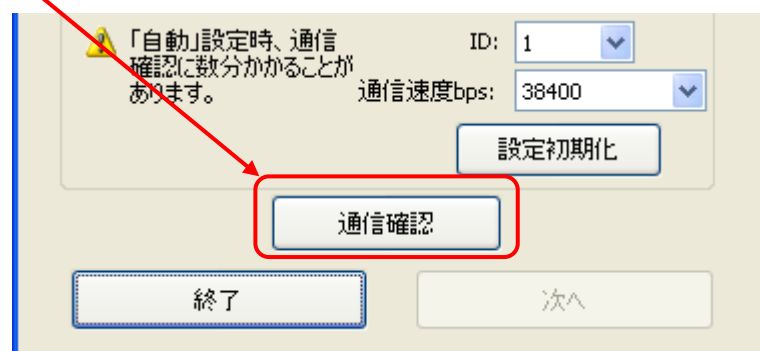 「自動」設定時、通信
確認に数分かかることが
あります。
ID: 1
通信速度bps: 38400
設定初期化
通信確認
終了
次へ